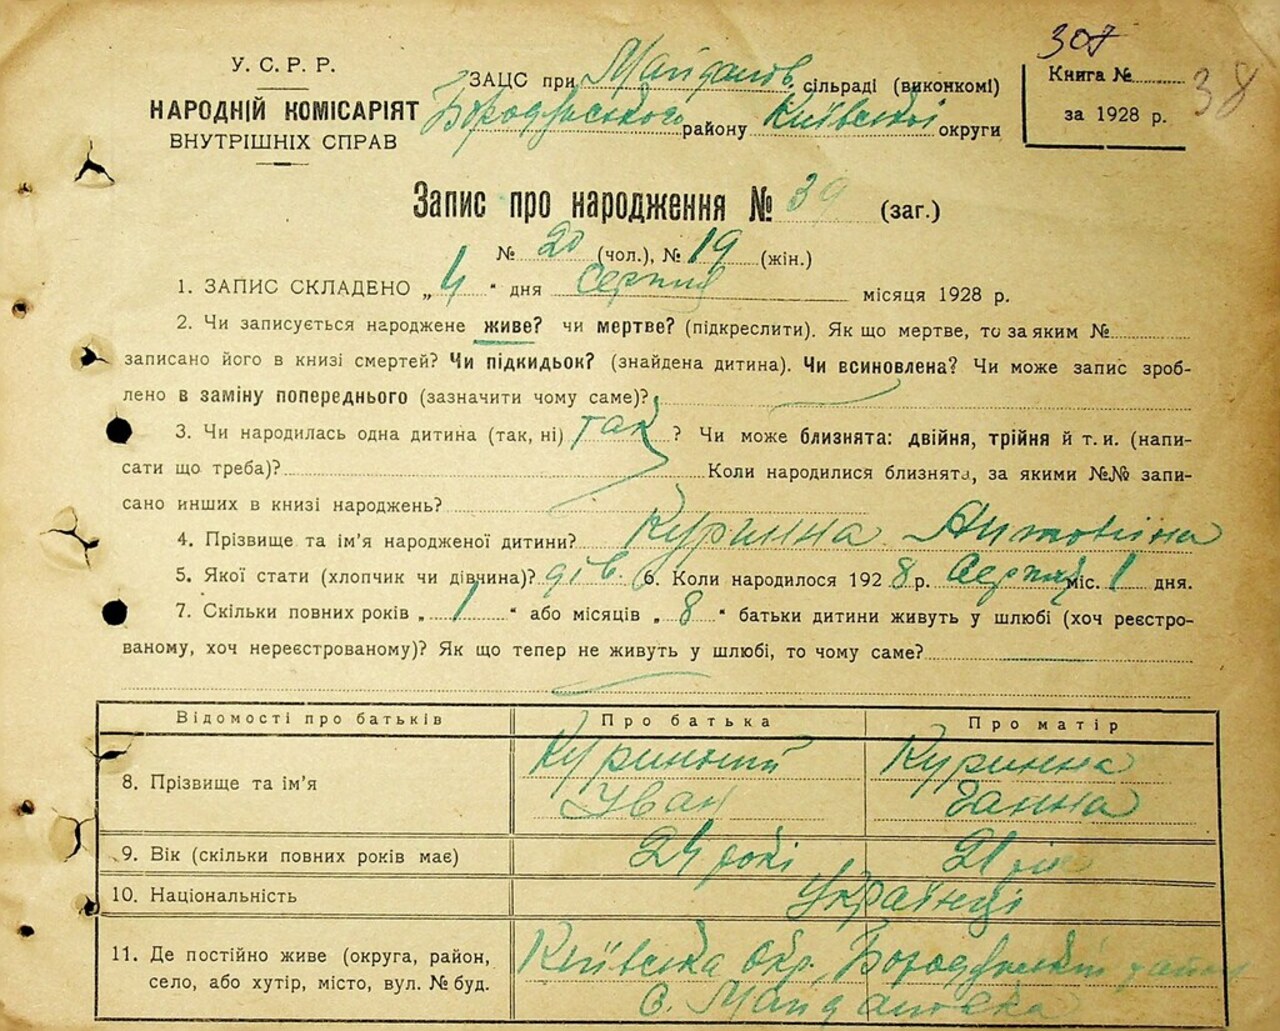 307
38
У. С. Р. Р.
НАРОДНІЙ КОМІСАРІЯТ
ВНУТРІШНІХ СПРАВ
ЗАЦС при Майданов. сільраді (виконкомі)
Бородянського району Київської округи
Книга №
за 1928 р.
Запис про народження № 39 (заг.)
№ 20 (чол.), № 19 (жін.)
1. ЗАПИС СКЛАДЕНО „4“ дня Серпня місяця 1928 р.
2. Чи записується народжене живе? чи мертве? (підкреслити). Як що мертве, то за яким №
записано його в книзі смертей? Чи підкидьок? (знайдена дитина). Чи всиновлена? Чи може запис зроб-
лено в заміну попереднього (зазначити чому саме)?
3. Чи народилась одна дитина (так, ні) так ? Чи може близнята: двійня, трійня й т. и. (напи-
сати що треба)? Коли народилися близнята, за якими №№ запи-
сано инших в книзі народжень?
4. Прізвище та ім’я народженої дитини? Куринна Антоніна
5. Якої стати (хлопчик чи дівчина)? дів. 6. Коли народилося 1928 р. Серпня міс. 1 дня.
7. Скільки повних років „1“ або місяців „8“ батьки дитини живуть у шлюбі (хоч реєстро-
ваному, хоч нереєстрованому)? Як що тепер не живуть у шлюбі, то чому саме?
Відомості про батьків Про батька Про матір
8. Прізвище та ім’я Куринний Іван Куринна Ганна
9. Вік (скільки повних років має) 24 роки 21 рік
10. Національність Українці
11. Де постійно живе (округа, район, Київська окр., Бородянський район
село, або хутір, місто, вул. № буд. с. Майдановка